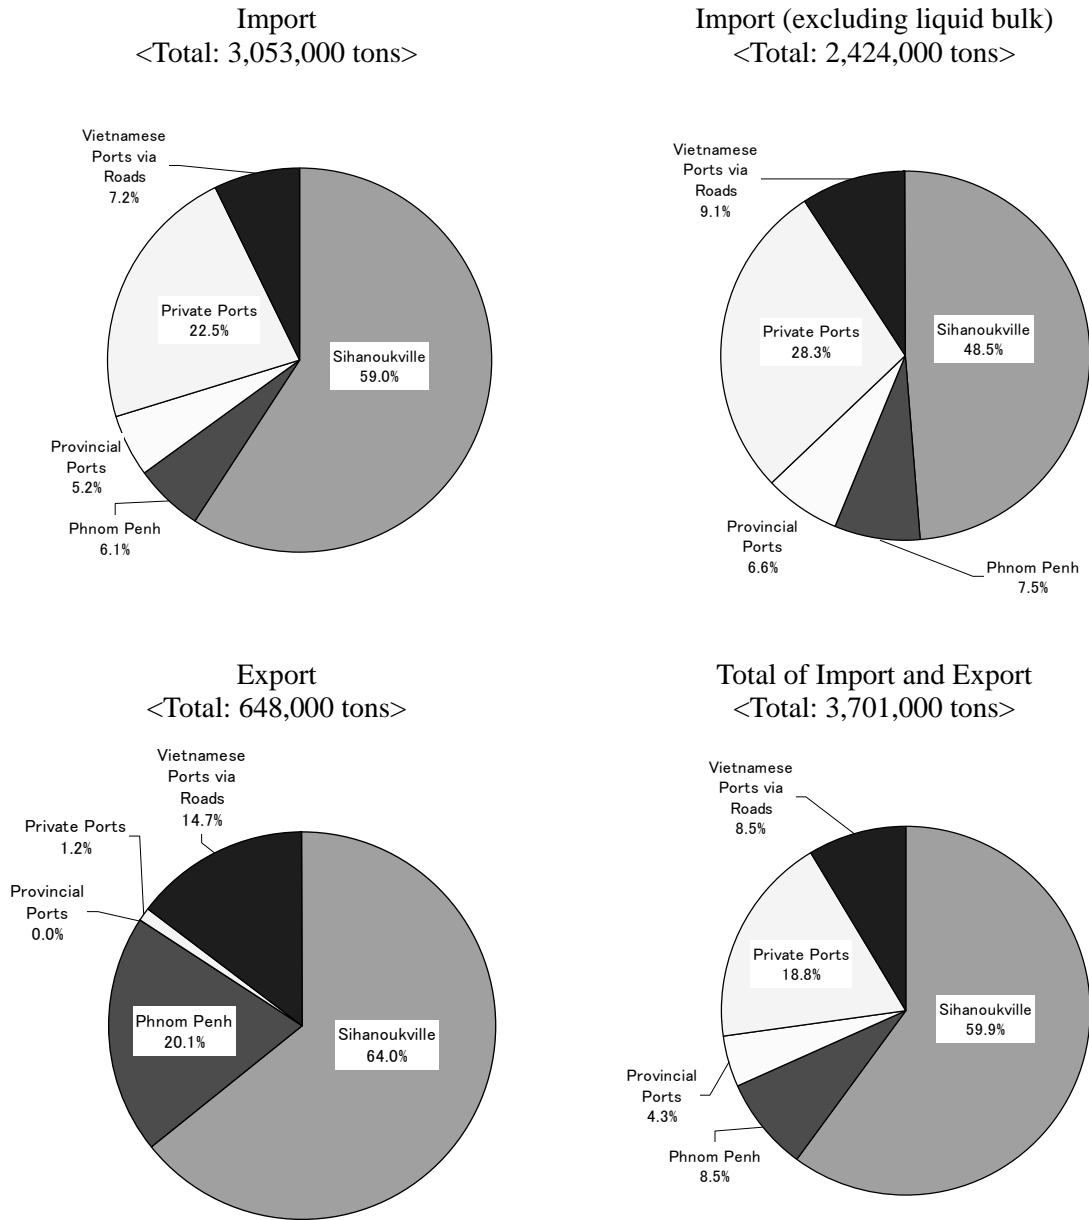 Import
<Total: 3,053,000 tons>
Vietnamese
Ports via
Roads
7.2%
Private Ports
22.5%
Sihanoukville
59.0%
Provincial
Ports
5.2%
Phnom Penh
6.1%
Import (excluding liquid bulk)
<Total: 2,424,000 tons>
Vietnamese
Ports via
Roads
9.1%
Private Ports
28.3%
Sihanoukville
48.5%
Provincial
Ports
6.6%
Phnom Penh
7.5%
Export
<Total: 648,000 tons>
Vietnamese
Ports via
Roads
14.7%
Private Ports
1.2%
Provincial
Ports
0.0%
Phnom Penh
20.1%
Sihanoukville
64.0%
Total of Import and Export
<Total: 3,701,000 tons>
Vietnamese
Ports via
Roads
8.5%
Private Ports
18.8%
Sihanoukville
59.9%
Provincial
Ports
4.3%
Phnom Penh
8.5%